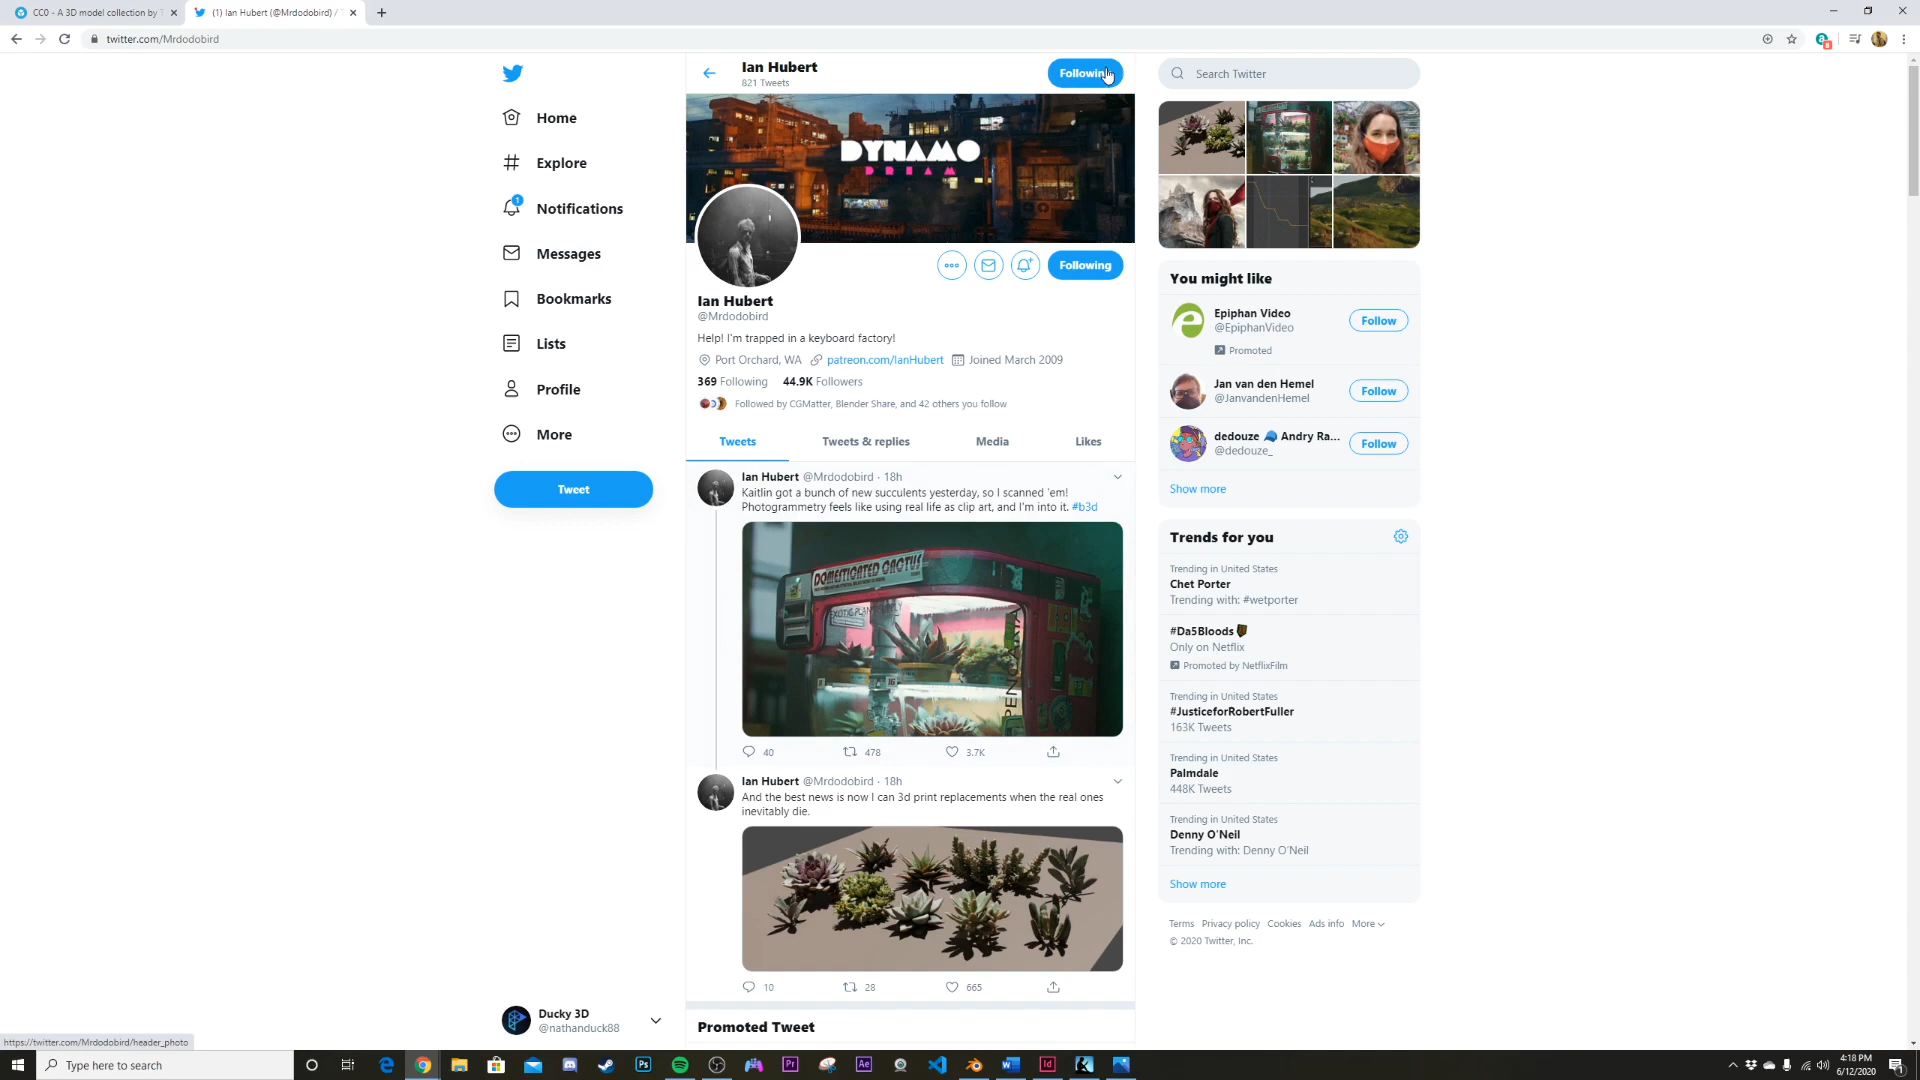 CC0 - A 3D model collection by
(1) Ian Hubert (@Mrdodobird) /
twitter.com/Mrdodobird
Ian Hubert
821 Tweets
Following
Search Twitter
Home
Explore
1
Notifications
Messages
Bookmarks
Lists
Profile
More
Tweet
DYNAMO
DREAM
Following
Ian Hubert
@Mrdodobird
Help! I'm trapped in a keyboard factory!
Port Orchard, WA patreon.com/IanHubert Joined March 2009
369 Following 44.9K Followers
Followed by CGMatter, Blender Share, and 42 others you follow
Tweets Tweets & replies Media Likes
Ian Hubert @Mrdodobird · 18h
Kaitlin got a bunch of new succulents yesterday, so I scanned 'em!
Photogrammetry feels like using real life as clip art, and I'm into it. #b3d
DOMESTICATED CACTUS
EXOTIC PLANT SUPPLY
40 478 3.7K
Ian Hubert @Mrdodobird · 18h
And the best news is now I can 3d print replacements when the real ones
inevitably die.
10 28 665
Promoted Tweet
You might like
Epiphan Video
@EpiphanVideo
Follow
Promoted
Jan van den Hemel
@JanvandenHemel
Follow
dedouze 🧢 Andry Ra...
@dedouze_
Follow
Show more
Trends for you
Trending in United States
Chet Porter
Trending with: #wetporter
#Da5Bloods
Only on Netflix
Promoted by NetflixFilm
Trending in United States
#JusticeforRobertFuller
163K Tweets
Trending in United States
Palmdale
448K Tweets
Trending in United States
Denny O'Neil
Trending with: Denny O'Neil
Show more
Terms Privacy policy Cookies Ads info More
© 2020 Twitter, Inc.
Ducky 3D
@nathanduck88
https://twitter.com/Mrdodobird/header_photo
Type here to search
Ps
Pr
Ae
Id
4:18 PM
6/12/2020